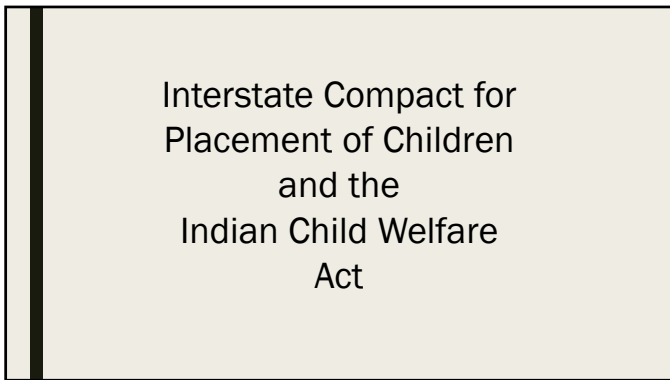 Interstate Compact for
Placement of Children
and the
Indian Child Welfare
Act